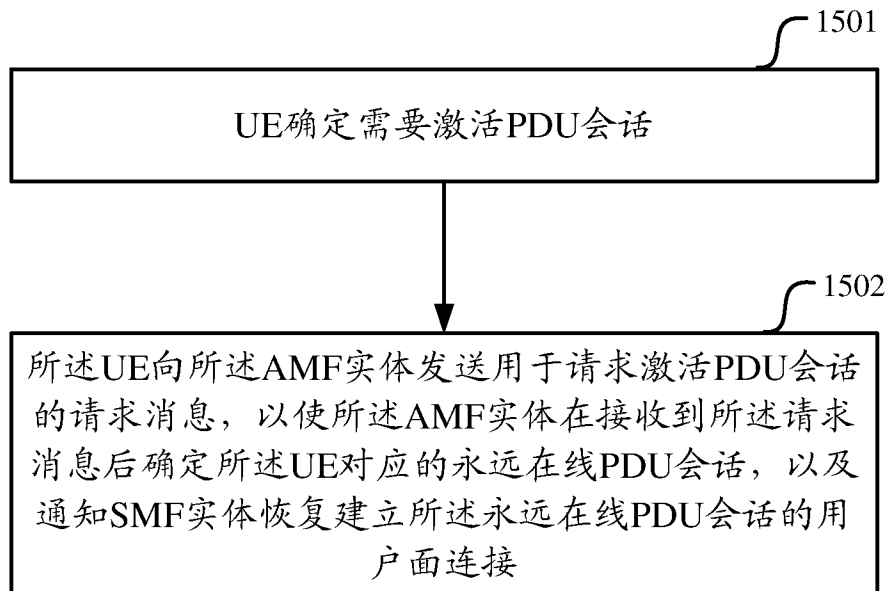 1501
UE确定需要激活PDU会话
1502
所述UE向所述AMF实体发送用于请求激活PDU会话
的请求消息，以使所述AMF实体在接收到所述请求
消息后确定所述UE对应的永远在线PDU会话，以及
通知SMF实体恢复建立所述永远在线PDU会话的用
户面连接